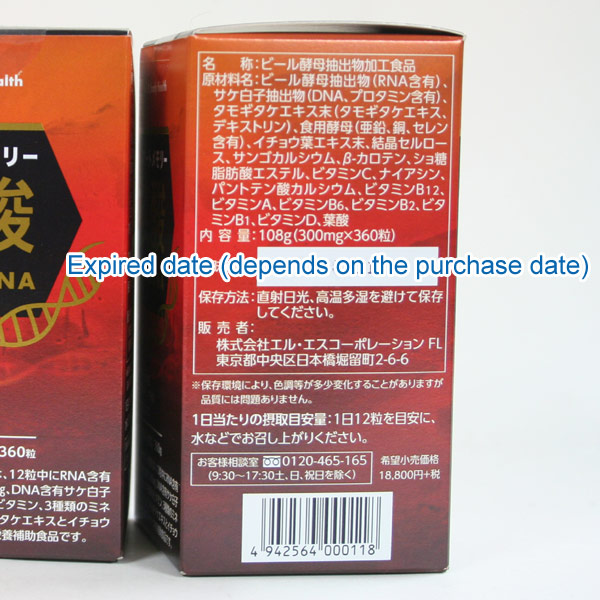 alth
リー
NA
360粒
、12粒中にRNA含有
g、DNA含有サケ白子
ビタミン、3種類のミネ
タケエキスとイチョウ
養補助食品です。
名　　称：ビール酵母抽出物加工食品
原材料名：ビール酵母抽出物（RNA含有）、
サケ白子抽出物（DNA、プロタミン含有）、
タモギタケエキス末（タモギタケエキス、
デキストリン）、食用酵母（亜鉛、銅、セレン
含有）、イチョウ葉エキス末、結晶セルロー
ス、サンゴカルシウム、β-カロテン、ショ糖
脂肪酸エステル、ビタミンC、ナイアシン、
パントテン酸カルシウム、ビタミンB12、
ビタミンA、ビタミンB6、ビタミンB2、ビタ
ミンB1、ビタミンD、葉酸
内 容 量：108g（300mg×360粒）
Expired date (depends on the purchase date)
保存方法：直射日光、高温多湿を避けて保存
してください。
販 売 者：
株式会社エル・エスコーポレーション FL
東京都中央区日本橋堀留町2-6-6
※保存環境により、色調等が多少変化することがありますが
品質には問題ありません。
1日当たりの摂取目安量：1日12粒を目安に、
水などでお召し上がりください。
お客様相談室 0120-465-165
（9:30～17:30土、日、祝日を除く）
希望小売価格
18,800円+税
4 942564 000118